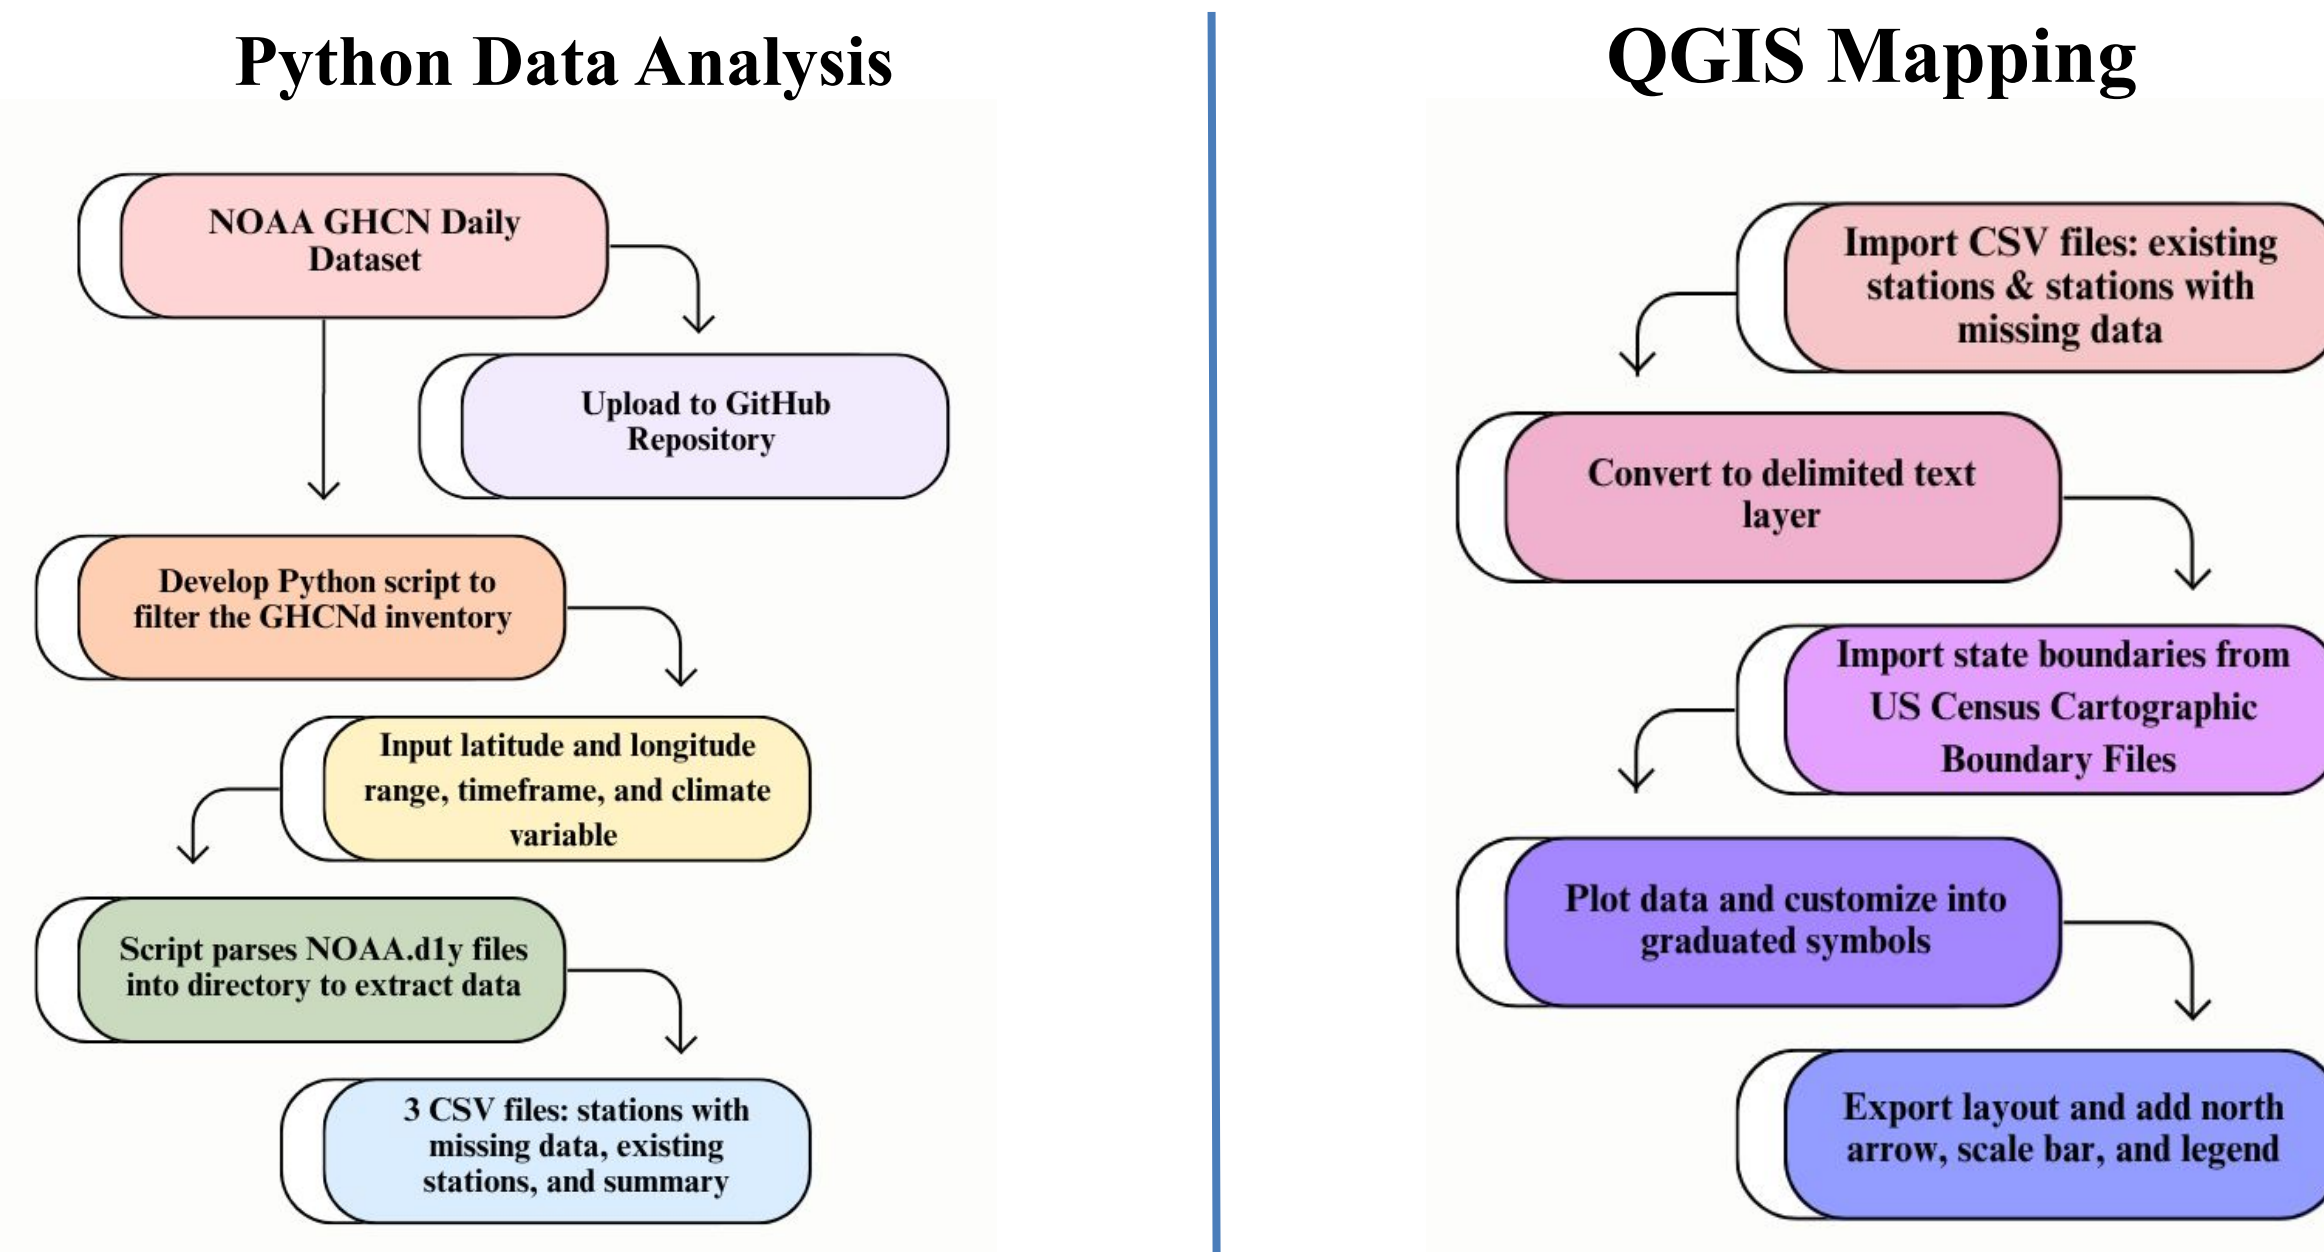 Python Data Analysis
NOAA GHCN Daily
Dataset
Upload to GitHub
Repository
Develop Python script to
filter the GHCNd inventory
Input latitude and longitude
range, timeframe, and climate
variable
Script parses NOAA.d1y files
into directory to extract data
3 CSV files: stations with
missing data, existing
stations, and summary
QGIS Mapping
Import CSV files: existing
stations & stations with
missing data
Convert to delimited text
layer
Import state boundaries from
US Census Cartographic
Boundary Files
Plot data and customize into
graduated symbols
Export layout and add north
arrow, scale bar, and legend